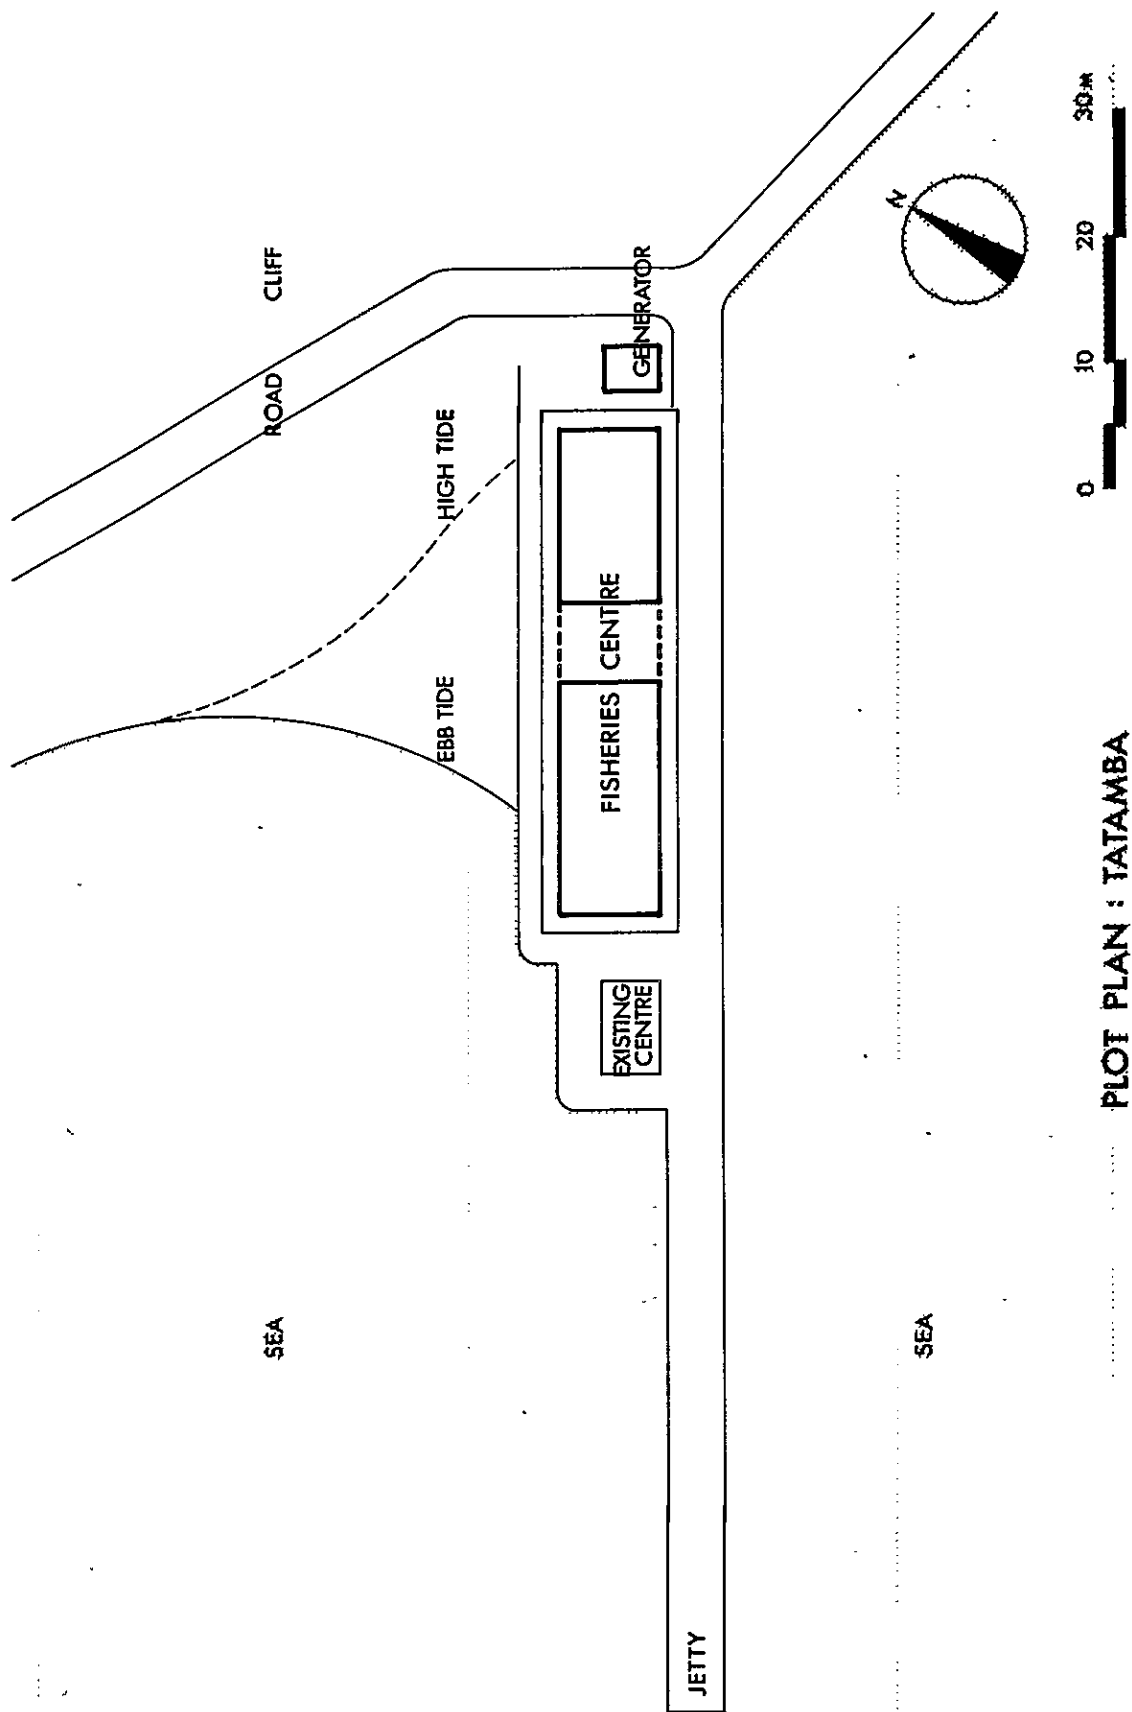 CLIFF
ROAD
HIGH TIDE
EBB TIDE
SEA
GENERATOR
FISHERIES CENTRE
EXISTING
CENTRE
JETTY
SEA
N
0 10 20 30M
PLOT PLAN : TATAMBA